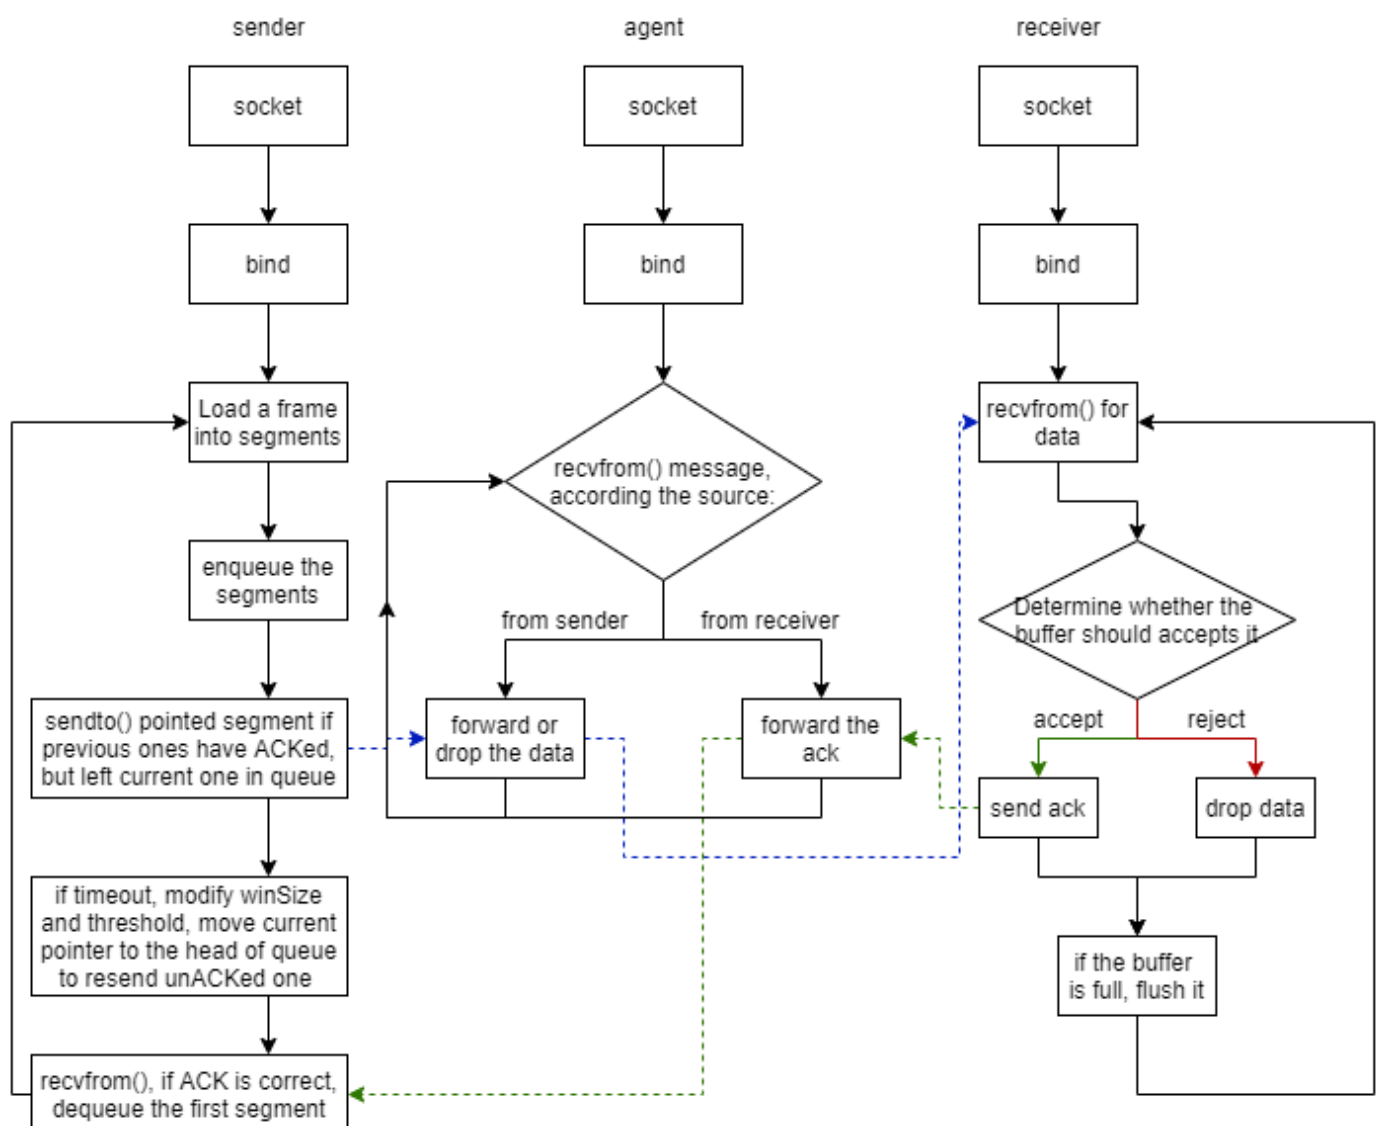 sender
agent
receiver
socket
socket
socket
bind
bind
bind
Load a frame
into segments
recvfrom() message,
according the source:
recvfrom() for
data
enqueue the
segments
from sender
from receiver
Determine whether the
buffer should accepts it
accept
reject
sendto() pointed segment if
previous ones have ACKed,
but left current one in queue
forward or
drop the data
forward the
ack
send ack
drop data
if timeout, modify winSize
and threshold, move current
pointer to the head of queue
to resend unACKed one
if the buffer
is full, flush it
recvfrom(), if ACK is correct,
dequeue the first segment